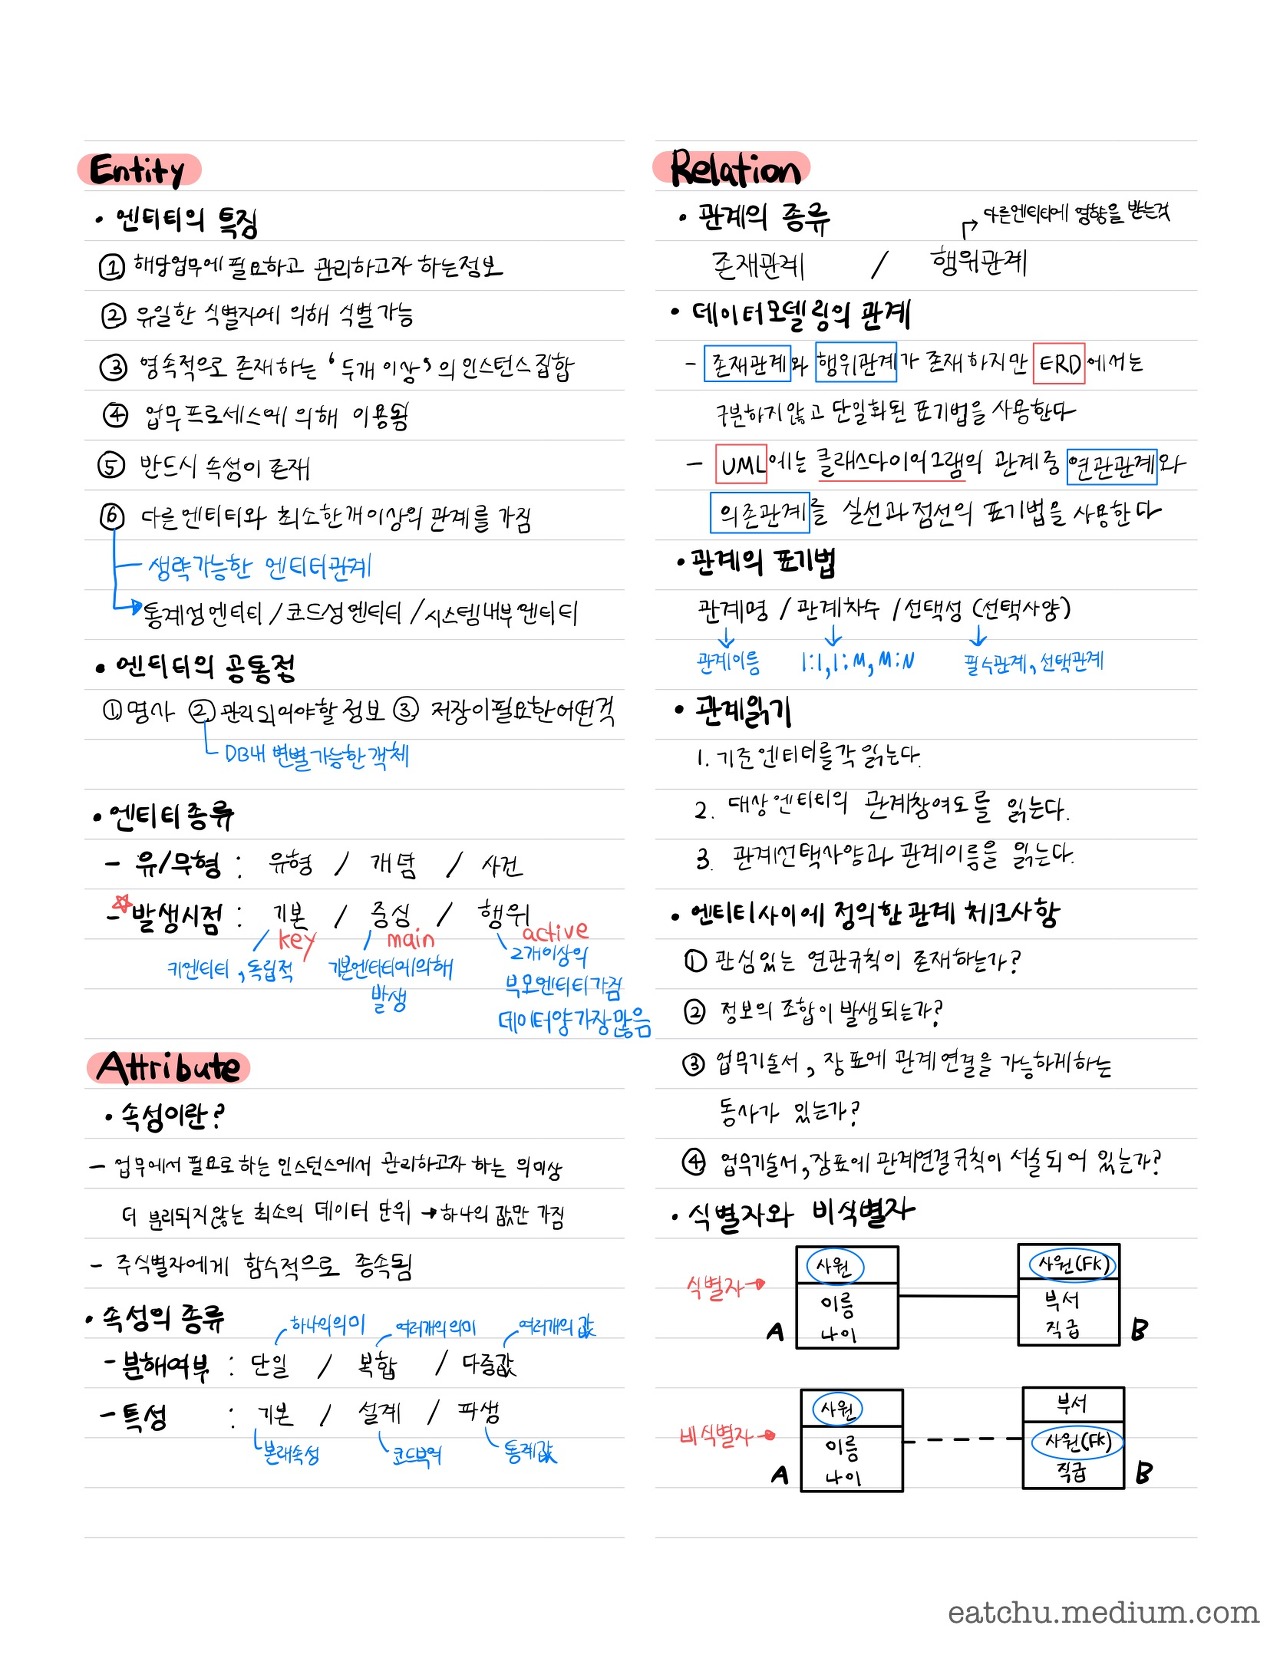 Entity
• 엔티티의 특징
① 해당업무에 필요하고 관리하고자 하는 정보
② 유일한 식별자에 의해 식별가능
③ 영속적으로 존재하는 '두개 이상'의 인스턴스 집합
④ 업무프로세스에 의해 이용됨
⑤ 반드시 속성이 존재
⑥ 다른엔티티와 최소한개이상의 관계를 가짐
생략가능한 엔티티관계
통계성엔티티 / 코드성엔티티 / 시스템내부엔티티
• 엔티티의 공통점
① 명사 ② 관리되어야할 정보 ③ 저장이필요한어떤것
DB내 변별가능한객체
• 엔티티종류
- 유/무형 : 유형 / 개념 / 사건
- ☆발생시점 : 기본 / 중심 / 행위
key main active
키엔티티, 독립적
기본엔티티에의해
발생
2개이상의
부모엔티티가짐
데이터양가장많음
Attribute
• 속성이란?
- 업무에서 필요로 하는 인스턴스에서 관리하고자 하는 의미상
더 분리되지않는 최소의 데이터 단위 → 하나의 값만 가짐
- 주식별자에게 함수적으로 종속됨
• 속성의 종류
하나의의미 여러개의의미 여러개의값
- 분해여부 : 단일 / 복합 / 다중값
- 특성 : 기본 / 설계 / 파생
본래속성 코드부여 통계값
Relation
• 관계의 종류
다른엔티티에 영향을 받는것
존재관계 / 행위관계
• 데이터모델링의 관계
- 존재관계와 행위관계가 존재하지만 ERD에서는
구분하지않고 단일화된 표기법을 사용한다
- UML에는 클래스다이어그램의 관계중 연관관계와
의존관계를 실선과점선의 표기법을 사용한다
• 관계의 표기법
관계명 / 관계차수 / 선택성 (선택사양)
관계이름 1:1, 1:M, M:N 필수관계, 선택관계
• 관계읽기
1. 기준엔티티를 각 읽는다.
2. 대상엔티티의 관계참여도를 읽는다.
3. 관계선택사양과 관계이름을 읽는다.
• 엔티티사이에 정의한 관계 체크사항
① 관심있는 연관규칙이 존재하는가?
② 정보의 조합이 발생되는가?
③ 업무기술서, 장표에 관계연결을 가능하게하는
동사가 있는가?
④ 업무기술서, 장표에 관계연결규칙이 서술되어 있는가?
• 식별자와 비식별자
식별자→
사원
이름
나이
A
사원(FK)
부서
직급
B
비식별자→
사원
이름
나이
A
부서
사원(FK)
직급
B
eatchu.medium.com